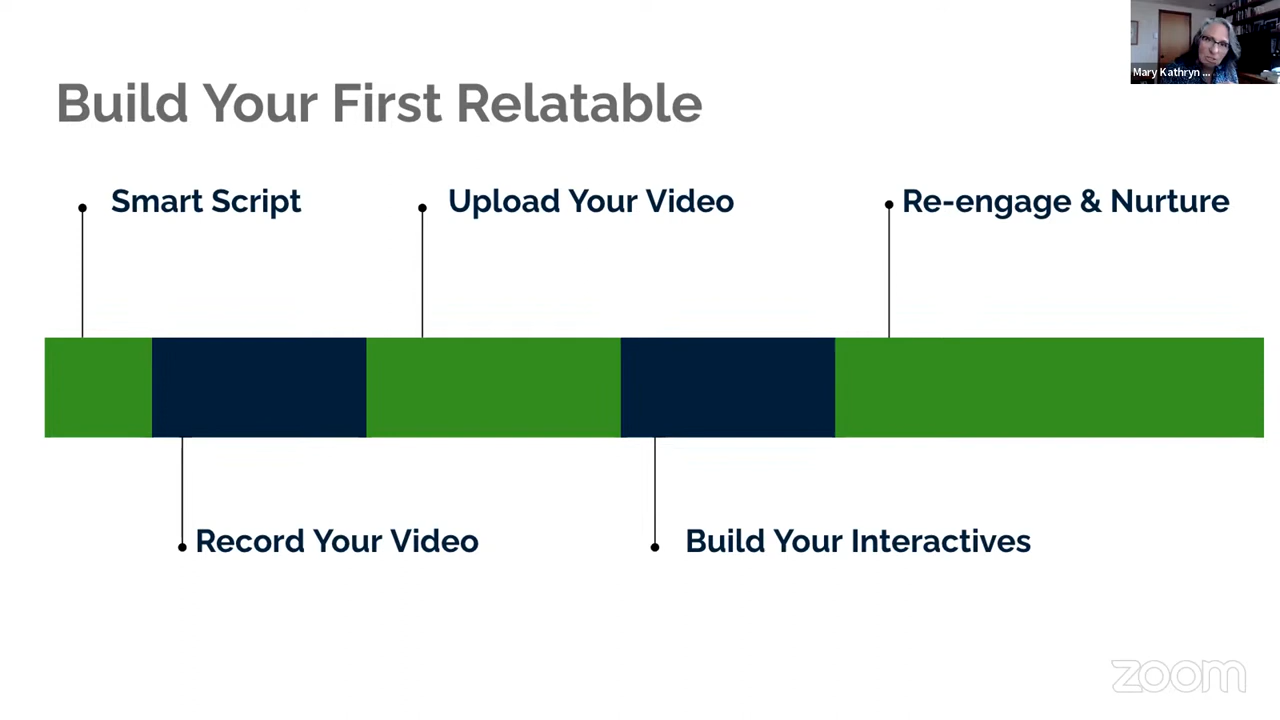 Mary Kathryn ...
Build Your First Relatable
Smart Script
Upload Your Video
Re-engage & Nurture
Record Your Video
Build Your Interactives
zoom